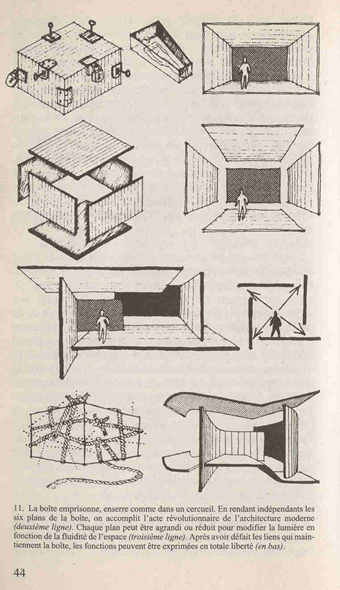 11. La boîte emprisonne, enserre comme dans un cercueil. En rendant indépendants les
six plans de la boîte, on accomplit l'acte révolutionnaire de l'architecture moderne
(deuxième ligne). Chaque plan peut être agrandi ou réduit pour modifier la lumière en
fonction de la fluidité de l'espace (troisième ligne). Après avoir défait les liens qui main-
tiennent la boîte, les fonctions peuvent être exprimées en totale liberté (en bas).
44